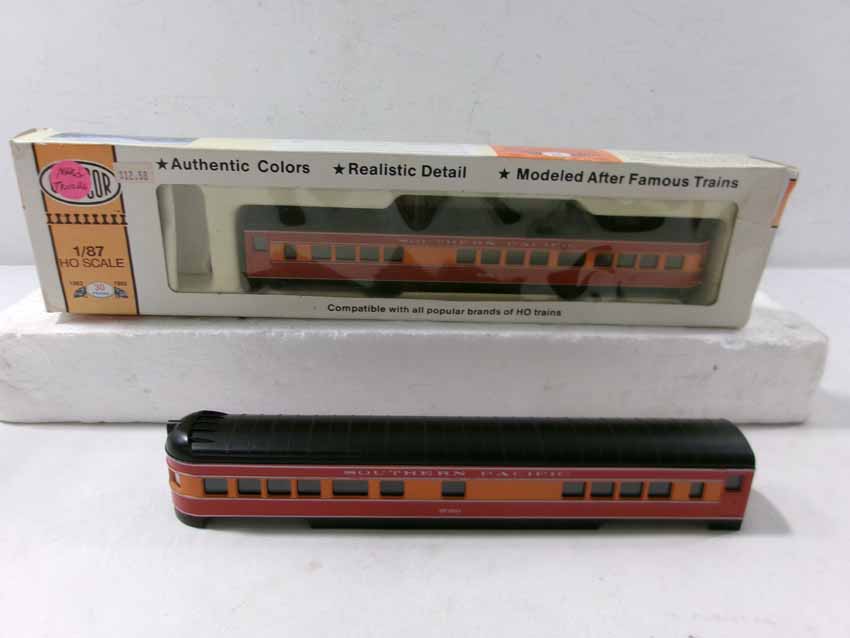 ★Authentic Colors ★Realistic Detail ★Modeled After Famous Trains
OR
$12.50
1/87
HO SCALE
30
SOUTHERN PACIFIC
Compatible with all popular brands of HO trains
SOUTHERN PACIFIC